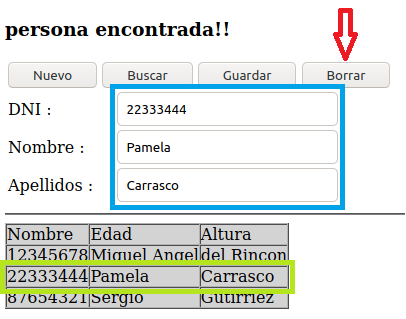 persona encontrada!!
Nuevo Buscar Guardar Borrar
DNI : 22333444
Nombre : Pamela
Apellidos : Carrasco
Nombre Edad Altura
12345678 Miguel Angel del Rincon
22333444 Pamela Carrasco
87654321 Sergio Gutirriez